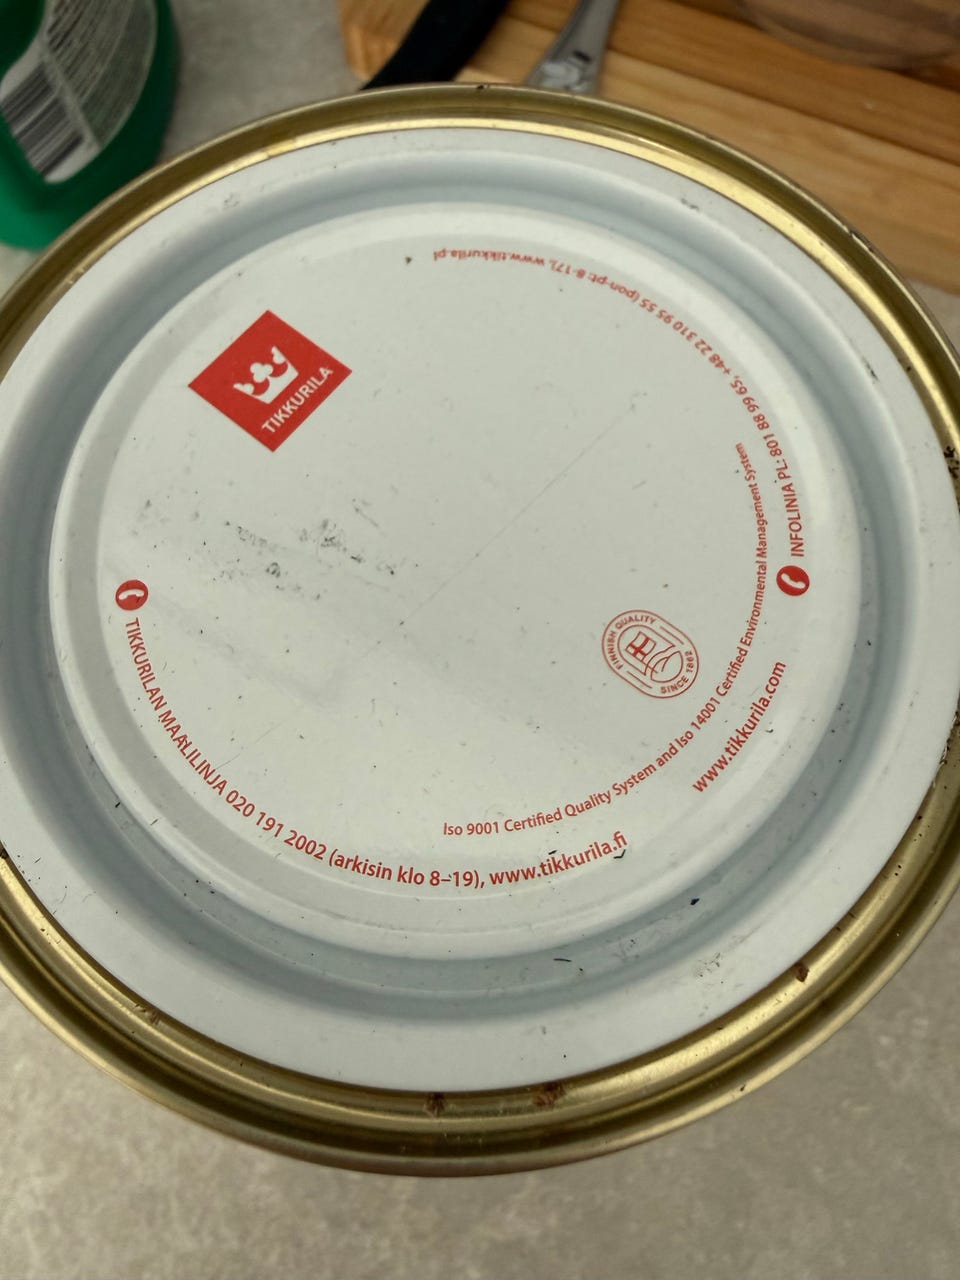 TIKKURILA
TIKKURILAN MAALILINJA 020 191 2002 (arkisin klo 8–19), www.tikkurila.fi
Iso 9001 Certified Quality System and Iso 14001 Certified Environmental Management System
www.tikkurila.com
FINNISH QUALITY
SINCE 1862
INFOLINIA PL: 801 88 99 65, +48 22 310 95 55 (pon-pt: 8-17), www.tikkurila.pl